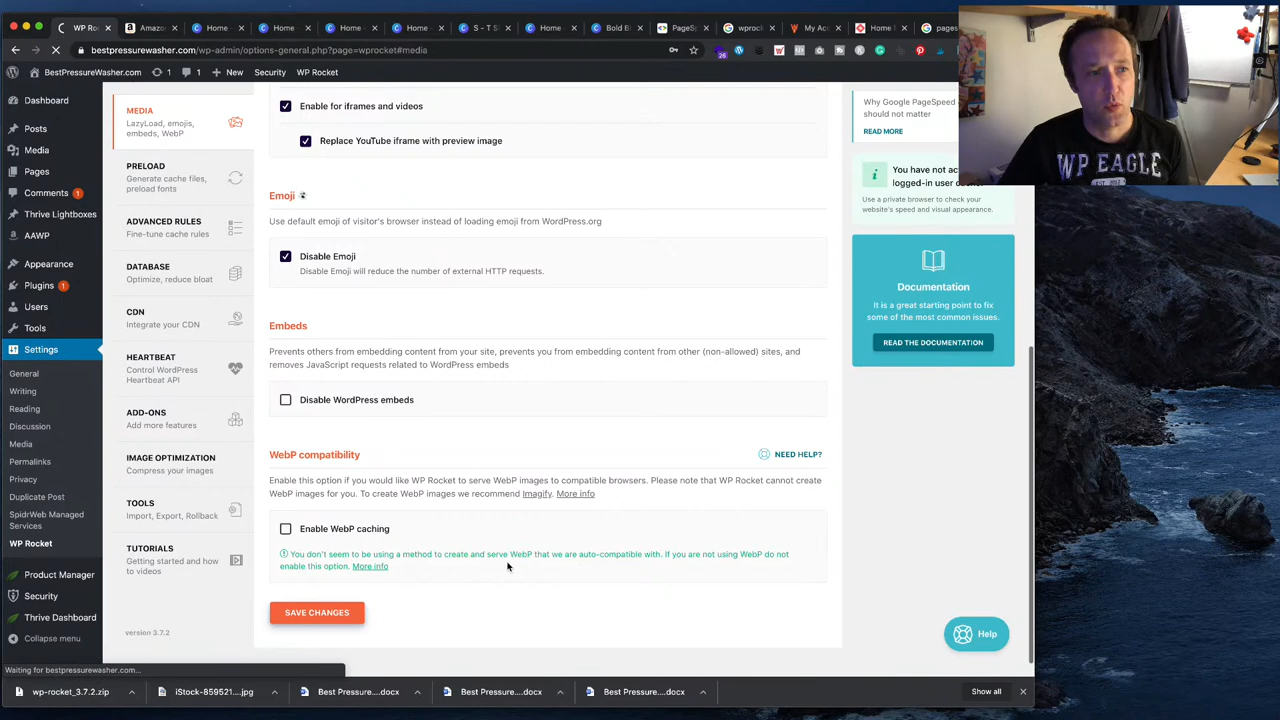 WP Roc
Amazo
Home
Home
Home
Home
S – T S
Home
Bold Bl
PageSp
wprock
My Ac
Home
pages
bestpressurewasher.com/wp-admin/options-general.php?page=wprocket#media
26
BestPressureWasher.com
1
1
New
Security
WP Rocket
Dashboard
Posts
Media
Pages
Comments 1
Thrive Lightboxes
AAWP
Appearance
Plugins 1
Users
Tools
Settings
General
Writing
Reading
Discussion
Media
Permalinks
Privacy
Duplicate Post
SpidrWeb Managed
Services
WP Rocket
Product Manager
Security
Thrive Dashboard
Collapse menu
MEDIA
LazyLoad, emojis,
embeds, WebP
PRELOAD
Generate cache files,
preload fonts
ADVANCED RULES
Fine-tune cache rules
DATABASE
Optimize, reduce bloat
CDN
Integrate your CDN
HEARTBEAT
Control WordPress
Heartbeat API
ADD-ONS
Add more features
IMAGE OPTIMIZATION
Compress your images
TOOLS
Import, Export, Rollback
TUTORIALS
Getting started and how
to videos
version 3.7.2
Enable for iframes and videos
Replace YouTube iframe with preview image
Emoji
Use default emoji of visitor's browser instead of loading emoji from WordPress.org
Disable Emoji
Disable Emoji will reduce the number of external HTTP requests.
Embeds
Prevents others from embedding content from your site, prevents you from embedding content from other (non-allowed) sites, and
removes JavaScript requests related to WordPress embeds
Disable WordPress embeds
WebP compatibility
NEED HELP?
Enable this option if you would like WP Rocket to serve WebP images to compatible browsers. Please note that WP Rocket cannot create
WebP images for you. To create WebP images we recommend Imagify. More info
Enable WebP caching
You don't seem to be using a method to create and serve WebP that we are auto-compatible with. If you are not using WebP do not
enable this option. More info
SAVE CHANGES
Why Google PageSpeed
should not matter
READ MORE
You have not ac
logged-in user
Use a private browser to check your
website's speed and visual appearance.
Documentation
It is a great starting point to fix
some of the most common issues.
READ THE DOCUMENTATION
Help
WP EAGLE
Waiting for bestpressurewasher.com...
wp-rocket_3.7.2.zip
iStock-859521....jpg
Best Pressure....docx
Best Pressure....docx
Best Pressure....docx
Show all